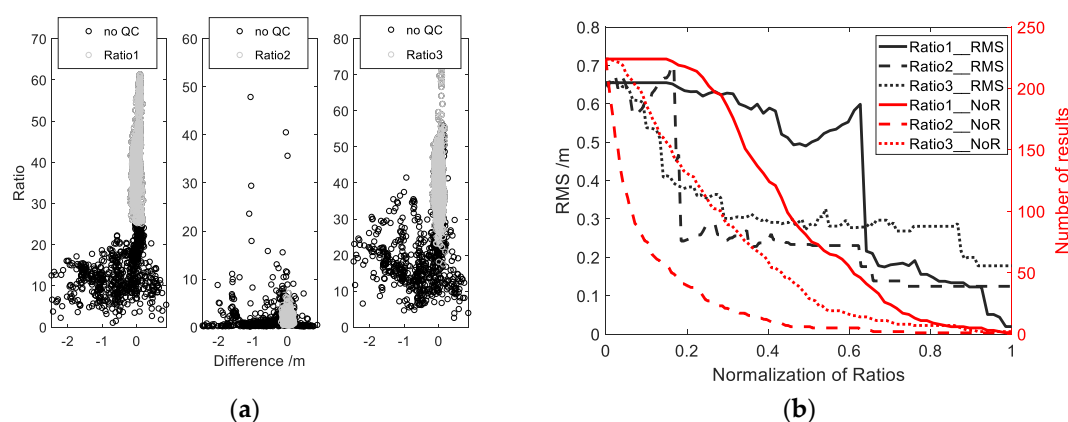 no QC
Ratio1
no QC
Ratio2
no QC
Ratio3
Ratio
70
60
50
40
30
20
10
0
-2 -1 0
60
50
40
30
20
10
0
-2 -1 0
80
70
60
50
40
30
20
10
0
-2 -1 0
Difference /m
(a)
RMS /m
0.8
0.7
0.6
0.5
0.4
0.3
0.2
0.1
0
Ratio1__RMS
Ratio2__RMS
Ratio3__RMS
Ratio1__NoR
Ratio2__NoR
Ratio3__NoR
250
200
150
100
50
0
Number of results
0 0.2 0.4 0.6 0.8 1
Normalization of Ratios
(b)